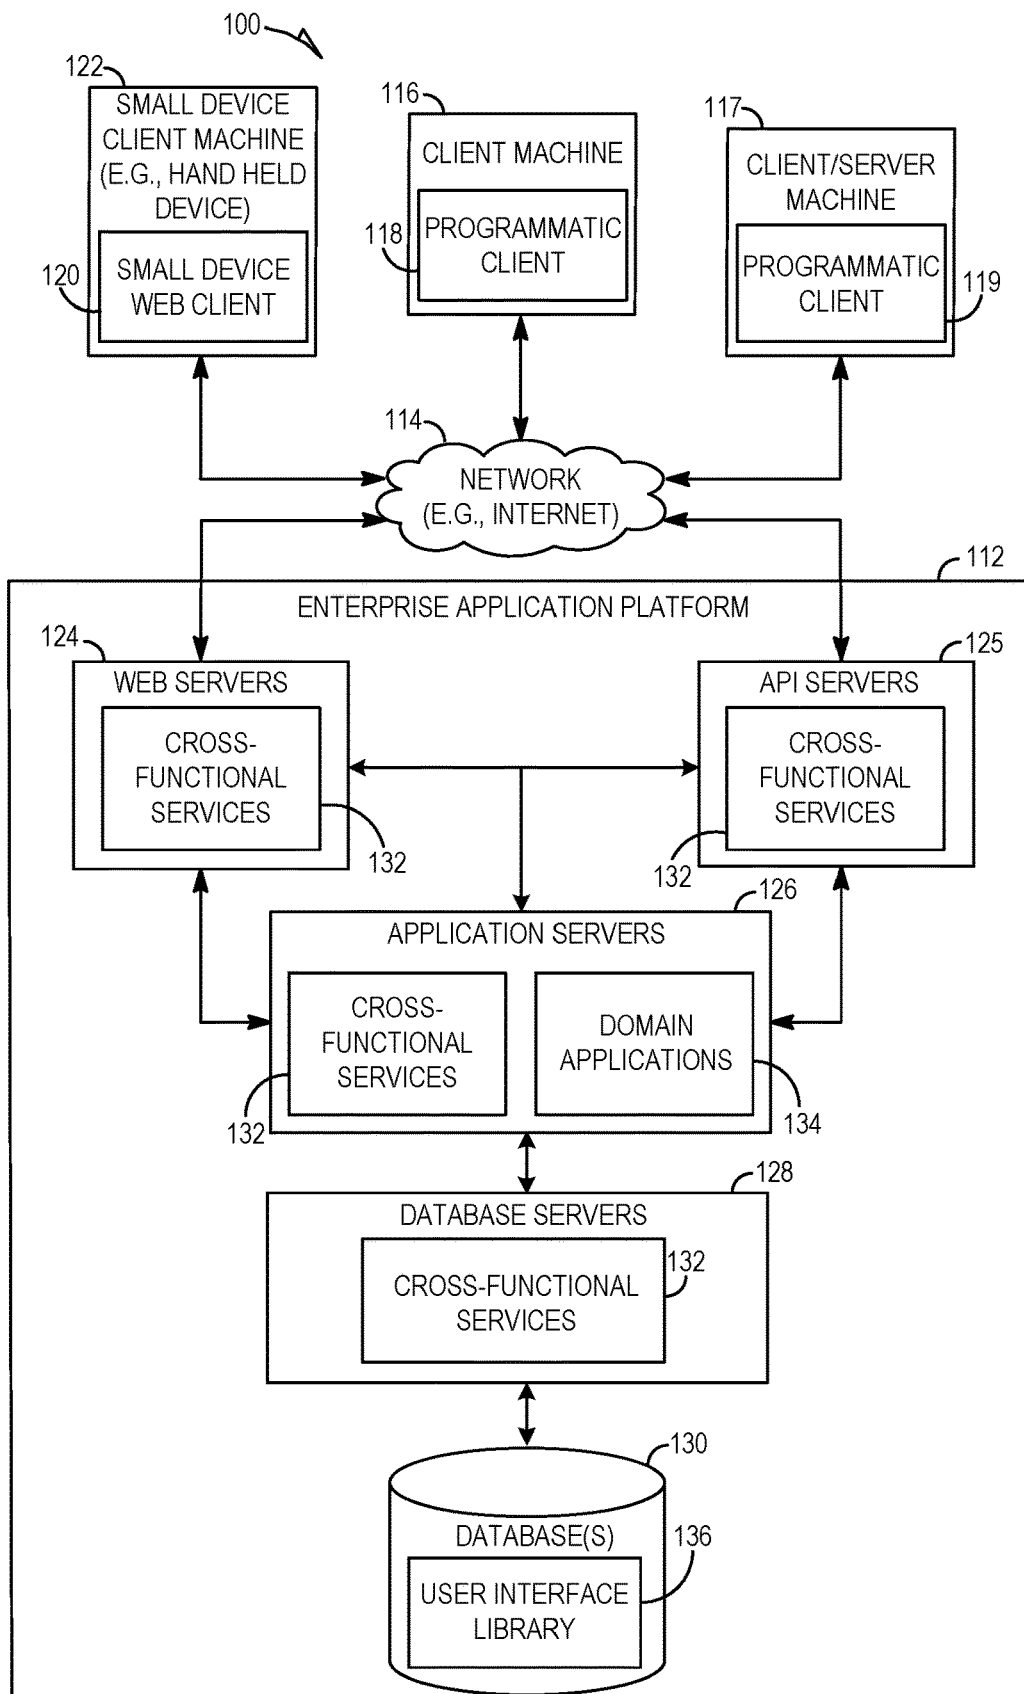 100
122
SMALL DEVICE
CLIENT MACHINE
(E.G., HAND HELD
DEVICE)
120
SMALL DEVICE
WEB CLIENT
116
CLIENT MACHINE
118
PROGRAMMATIC
CLIENT
117
CLIENT/SERVER
MACHINE
PROGRAMMATIC
CLIENT
119
114
NETWORK
(E.G., INTERNET)
112
ENTERPRISE APPLICATION PLATFORM
124
WEB SERVERS
CROSS-
FUNCTIONAL
SERVICES
132
125
API SERVERS
CROSS-
FUNCTIONAL
SERVICES
132
126
APPLICATION SERVERS
CROSS-
FUNCTIONAL
SERVICES
132
DOMAIN
APPLICATIONS
134
128
DATABASE SERVERS
CROSS-FUNCTIONAL
SERVICES
132
130
DATABASE(S)
136
USER INTERFACE
LIBRARY